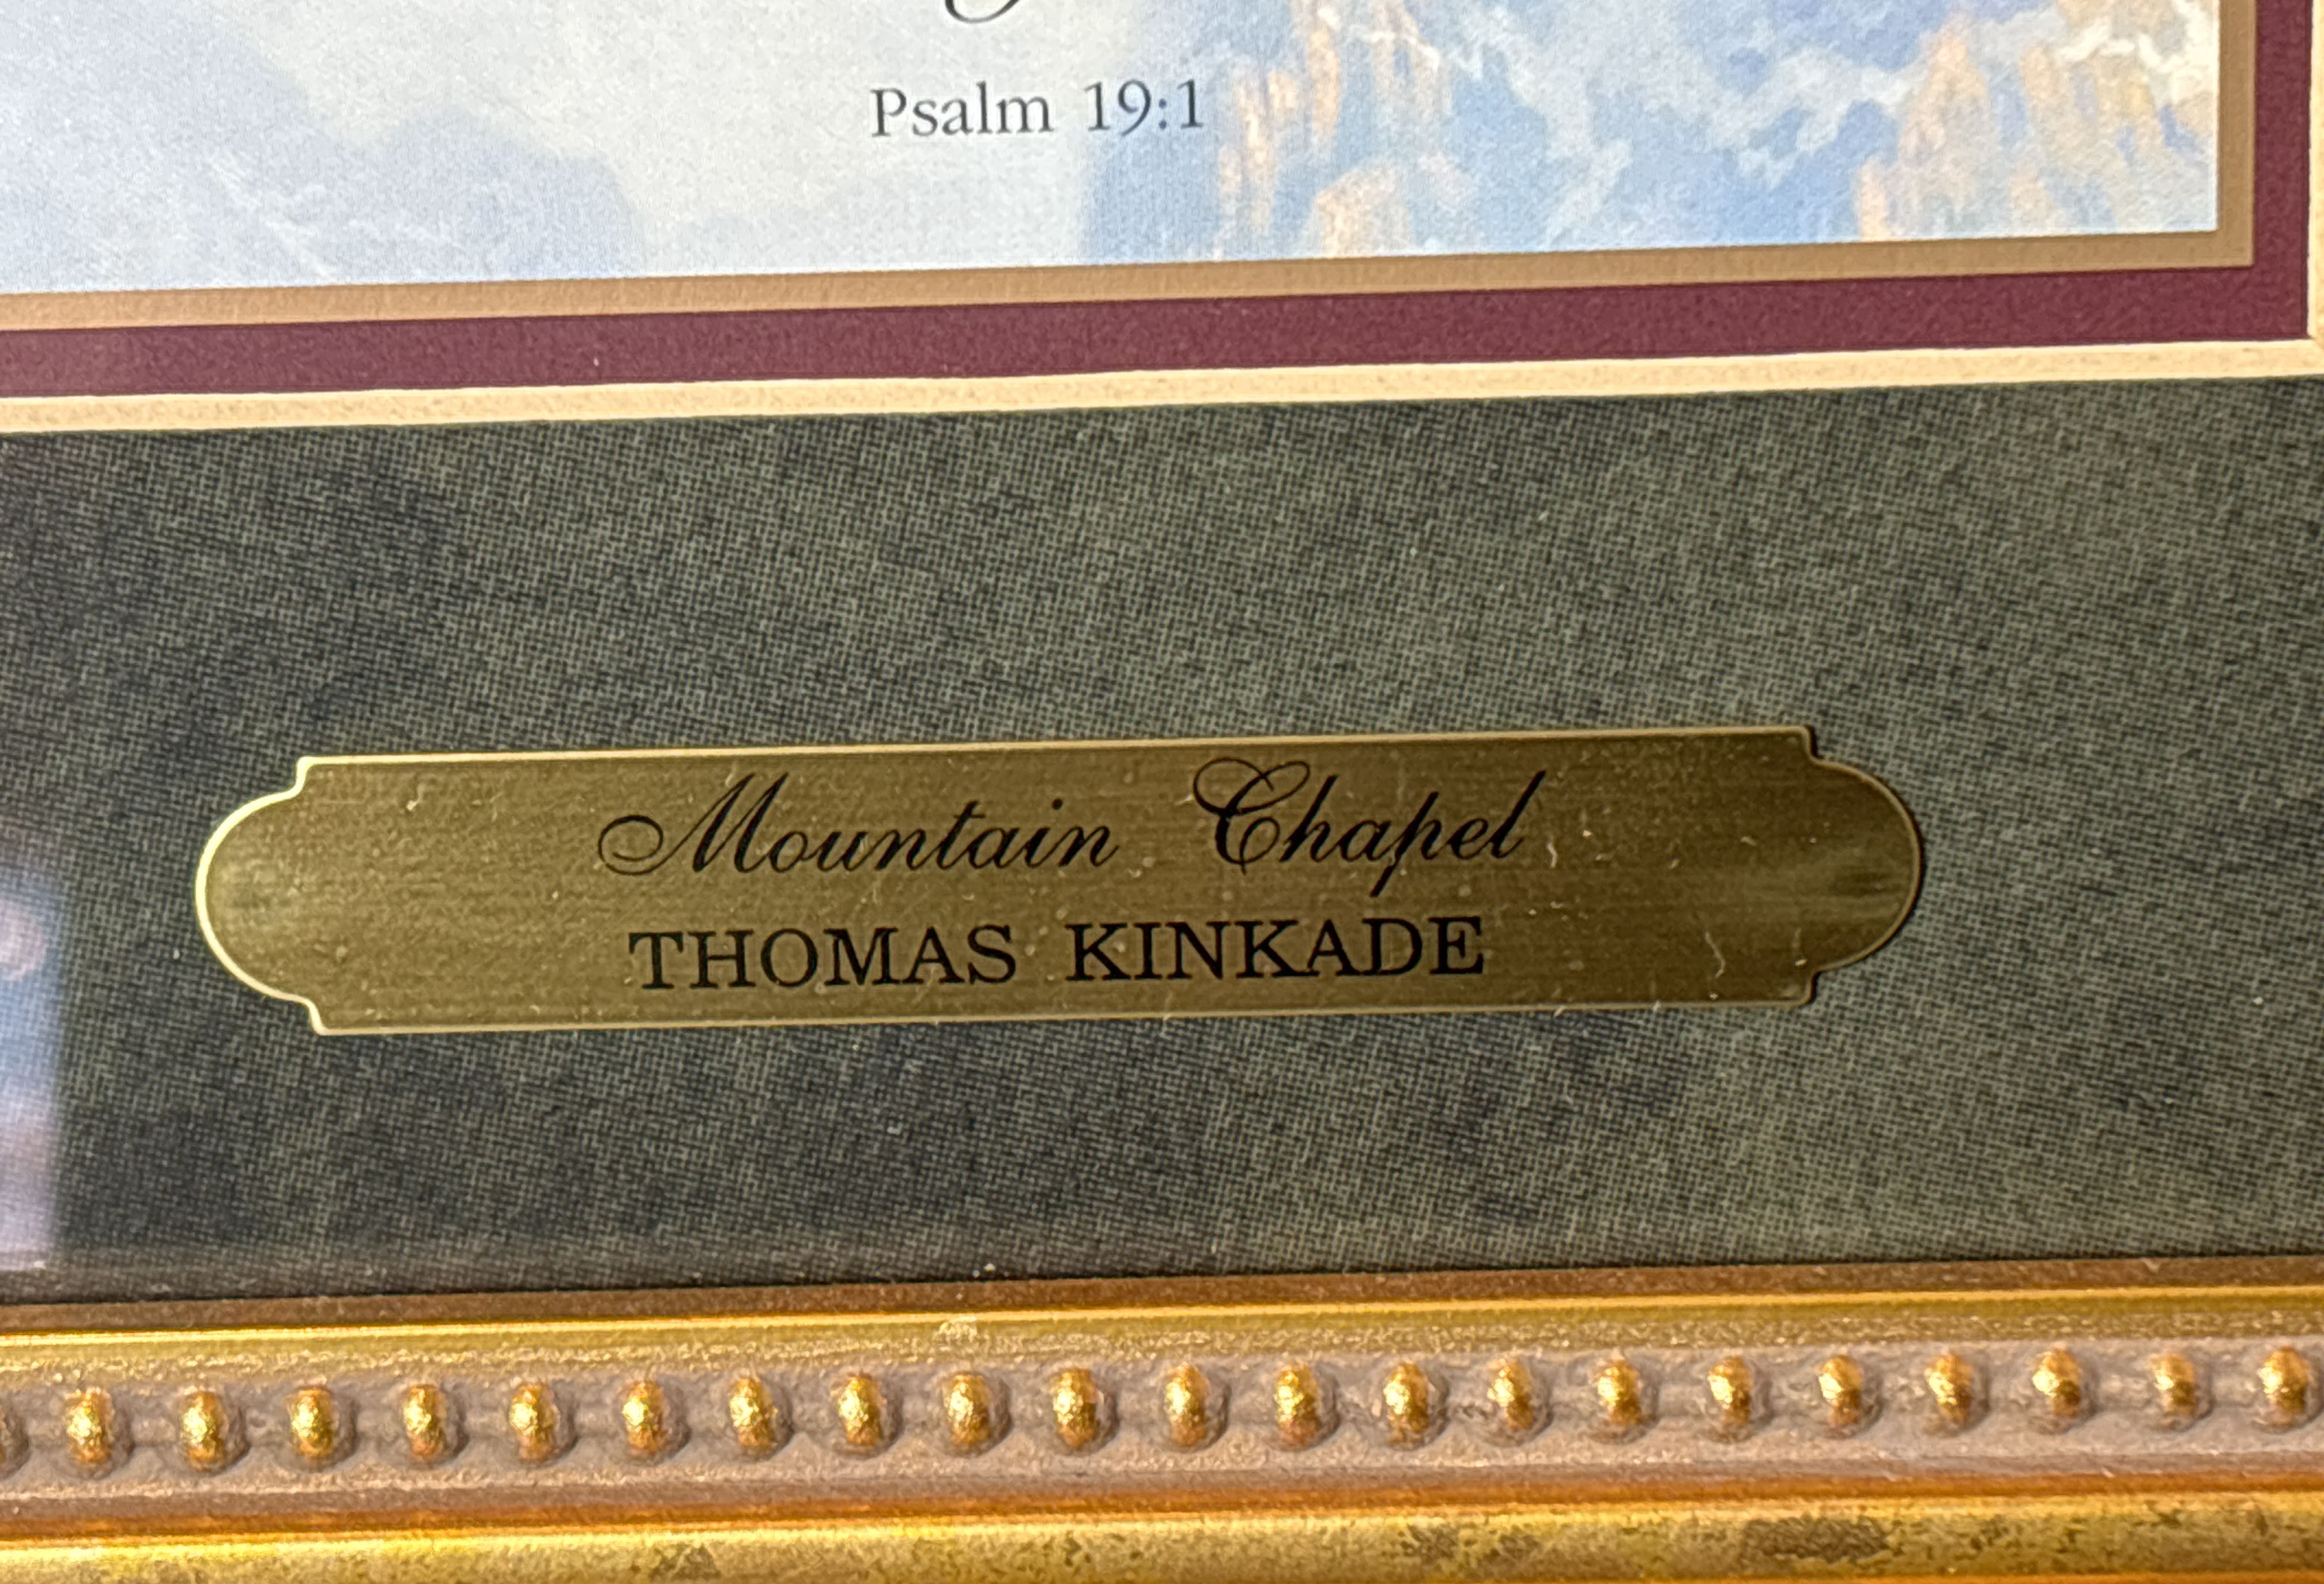 Psalm 19:1
Mountain Chapel
THOMAS KINKADE